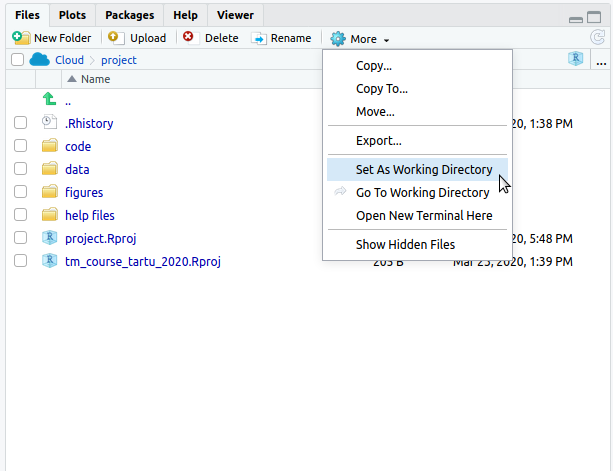 Files Plots Packages Help Viewer
New Folder Upload Delete Rename More
Cloud project R ...
Name
..
.Rhistory 20, 1:38 PM
code
data
figures
help files
project.Rproj 20, 5:48 PM
tm_course_tartu_2020.Rproj 205 B Mar 25, 2020, 1:39 PM
Copy...
Copy To...
Move...
Export...
Set As Working Directory
Go To Working Directory
Open New Terminal Here
Show Hidden Files